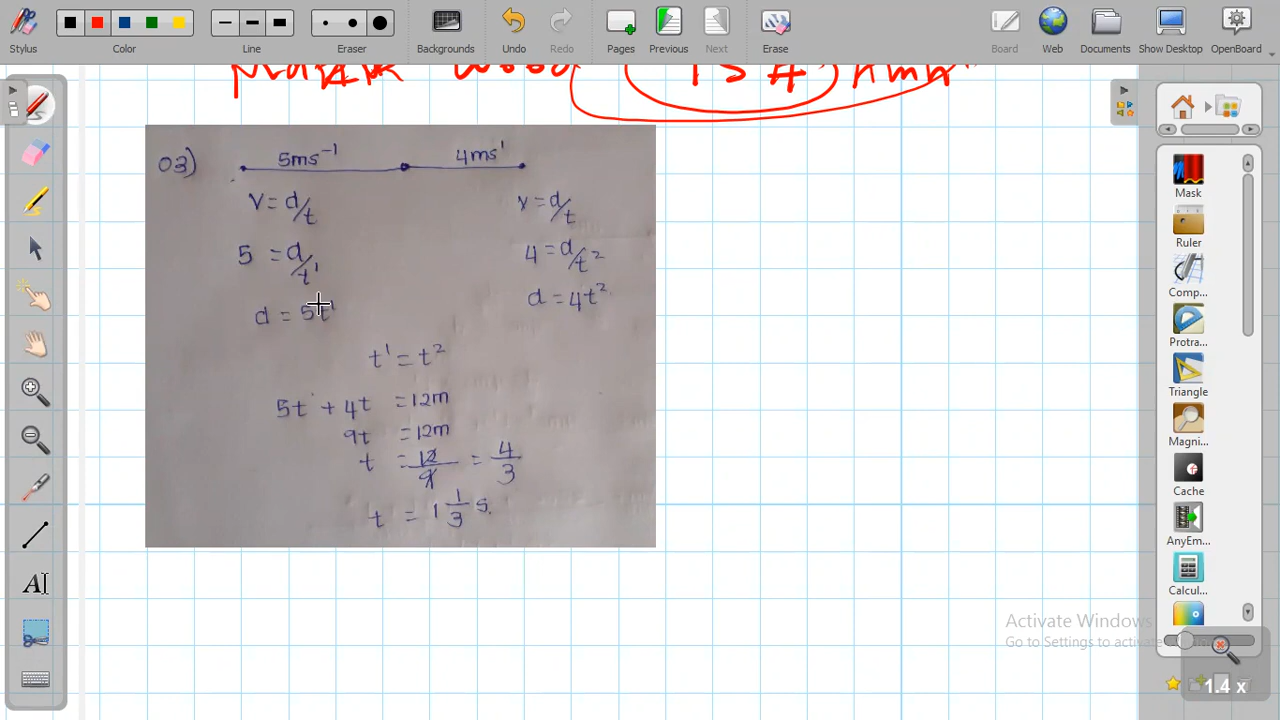 Stylus
Color
Line
Eraser
Backgrounds
Undo
Redo
Pages
Previous
Next
Erase
Board
Web
Documents
Show Desktop
OpenBoard
03)
5ms⁻¹
4ms'
V = d/t
v = d/t
5 = d/t¹
4 = d/t²
d = 5t¹
d = 4t²
t¹ = t²
5t + 4t = 12m
9t = 12m
t = 12/9 = 4/3
t = 1 1/3 s.
Mask
Ruler
Compass
Protra...
Triangle
Magni...
Cache
AnyEm...
Calcul...
Activate Windows
Go to Settings to activate
1.4 x